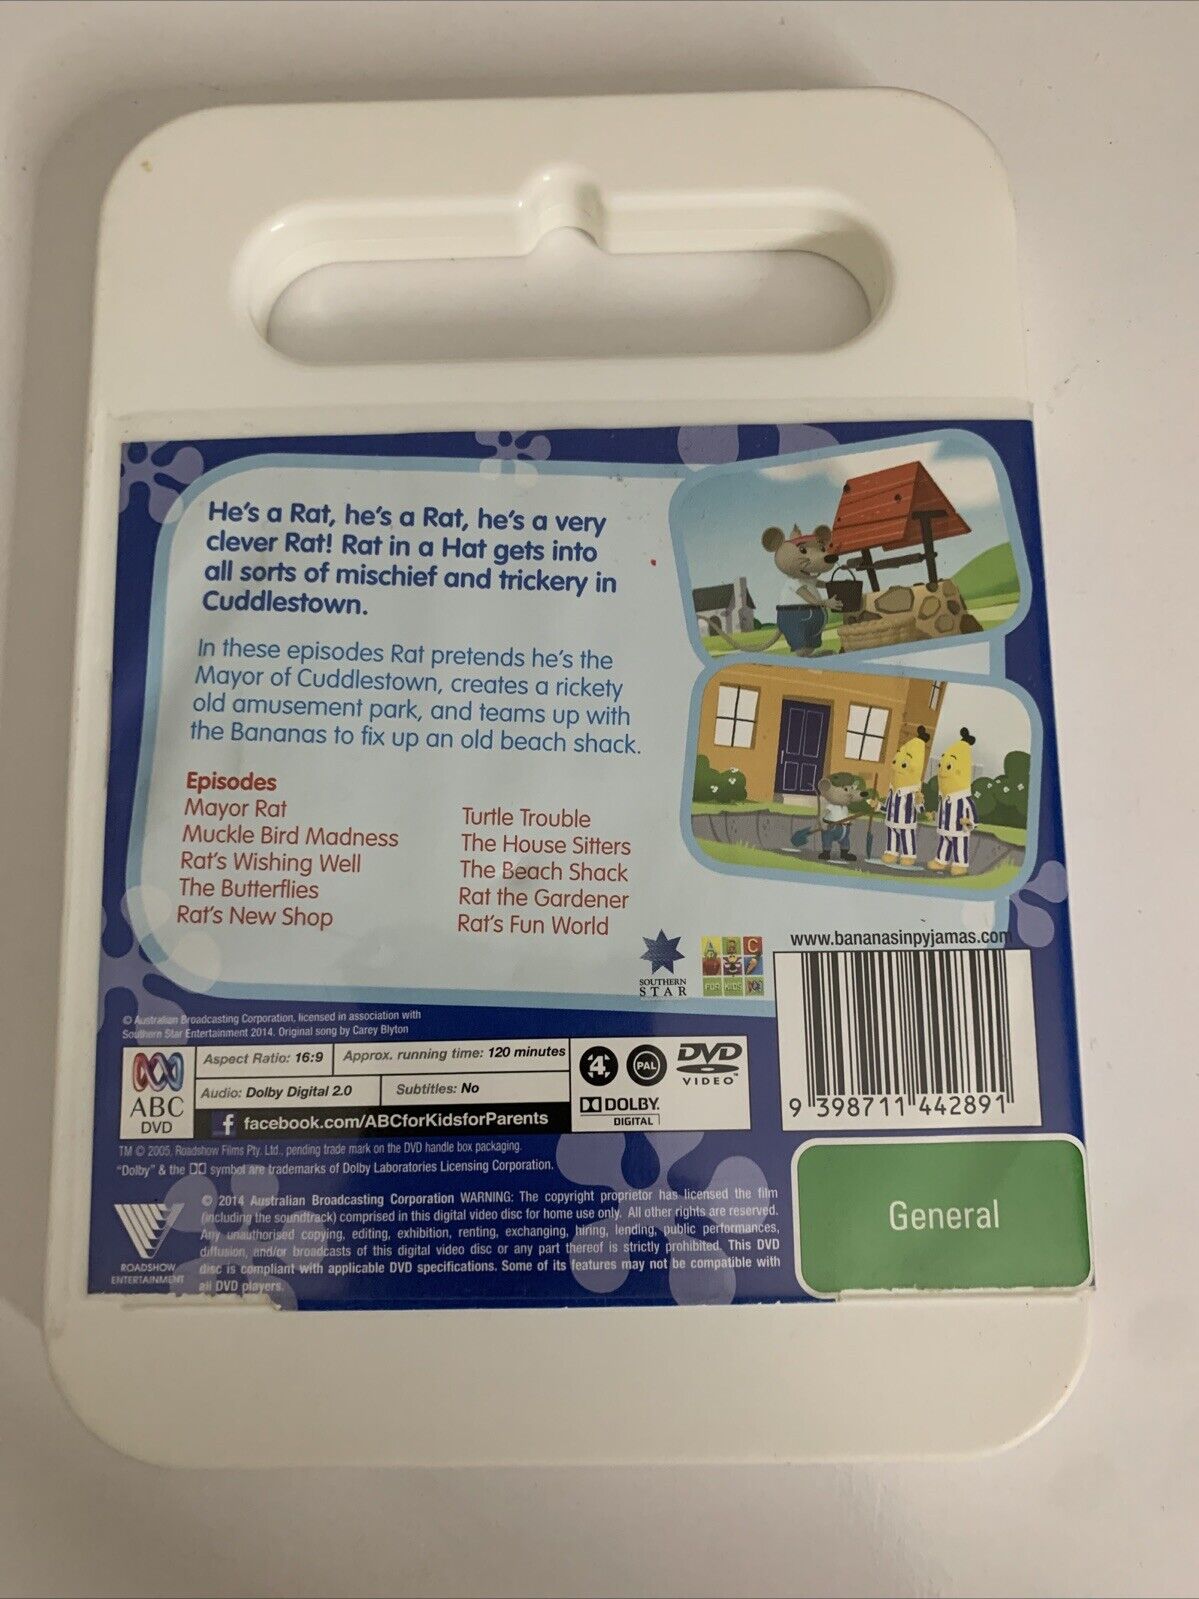 He's a Rat, he's a Rat, he's a very
clever Rat! Rat in a Hat gets into
all sorts of mischief and trickery in
Cuddlestown.
In these episodes Rat pretends he's the
Mayor of Cuddlestown, creates a rickety
old amusement park, and teams up with
the Bananas to fix up an old beach shack.
Episodes
Mayor Rat
Muckle Bird Madness
Rat's Wishing Well
The Butterflies
Rat's New Shop
Turtle Trouble
The House Sitters
The Beach Shack
Rat the Gardener
Rat's Fun World
SOUTHERN
STAR
A B C
FOR KIDS
www.bananasinpyjamas.com
9 398711 442891
© Australian Broadcasting Corporation, licensed in association with
Southern Star Entertainment 2014. Original song by Carey Blyton
ABC
DVD
Aspect Ratio: 16:9
Approx. running time: 120 minutes
Audio: Dolby Digital 2.0
Subtitles: No
f facebook.com/ABCforKidsforParents
4
PAL
DVD
VIDEO™
DOLBY.
DIGITAL
TM © 2005, Roadshow Films Pty. Ltd., pending trade mark on the DVD handle box packaging.
"Dolby" & the symbol are trademarks of Dolby Laboratories Licensing Corporation.
ROADSHOW
ENTERTAINMENT
© 2014 Australian Broadcasting Corporation WARNING: The copyright proprietor has licensed the film
(including the soundtrack) comprised in this digital video disc for home use only. All other rights are reserved.
Any unauthorised copying, editing, exhibition, renting, exchanging, hiring, lending, public performances,
diffusion, and/or broadcasts of this digital video disc or any part thereof is strictly prohibited. This DVD
disc is compliant with applicable DVD specifications. Some of its features may not be compatible with
all DVD players.
General